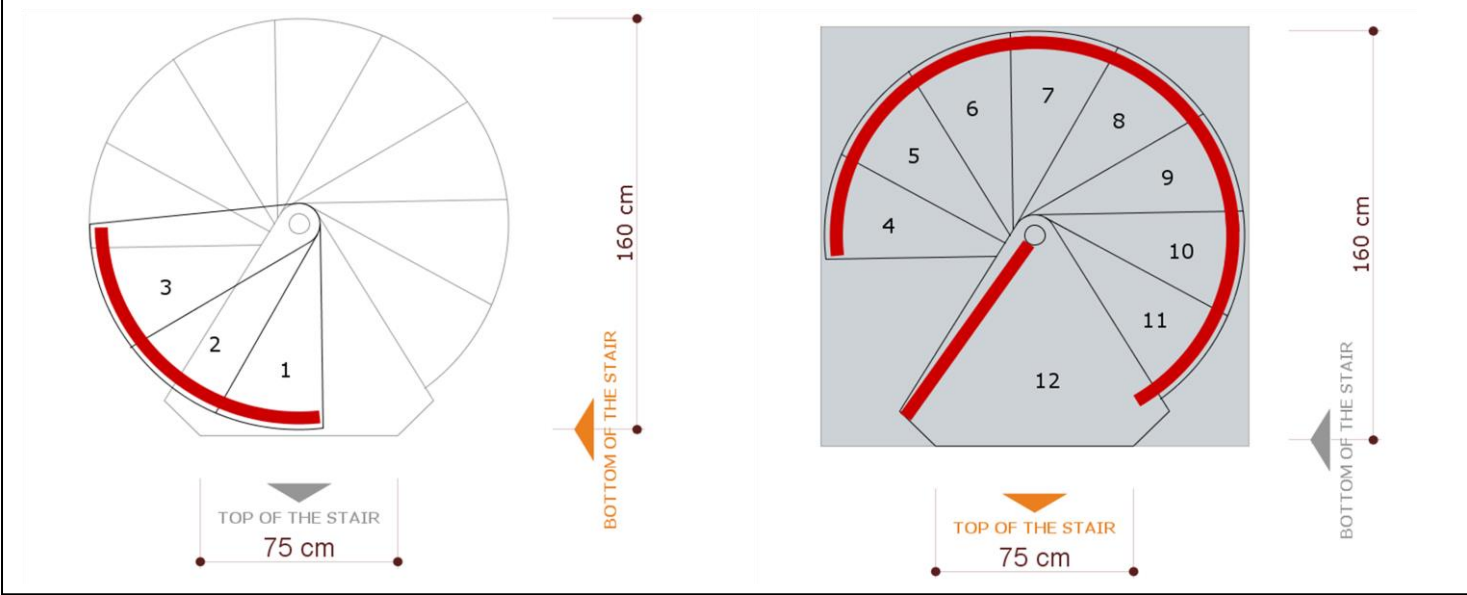 3
2
1
160 cm
BOTTOM OF THE STAIR
TOP OF THE STAIR
75 cm
7
6
8
5
9
4
10
11
12
160 cm
BOTTOM OF THE STAIR
TOP OF THE STAIR
75 cm